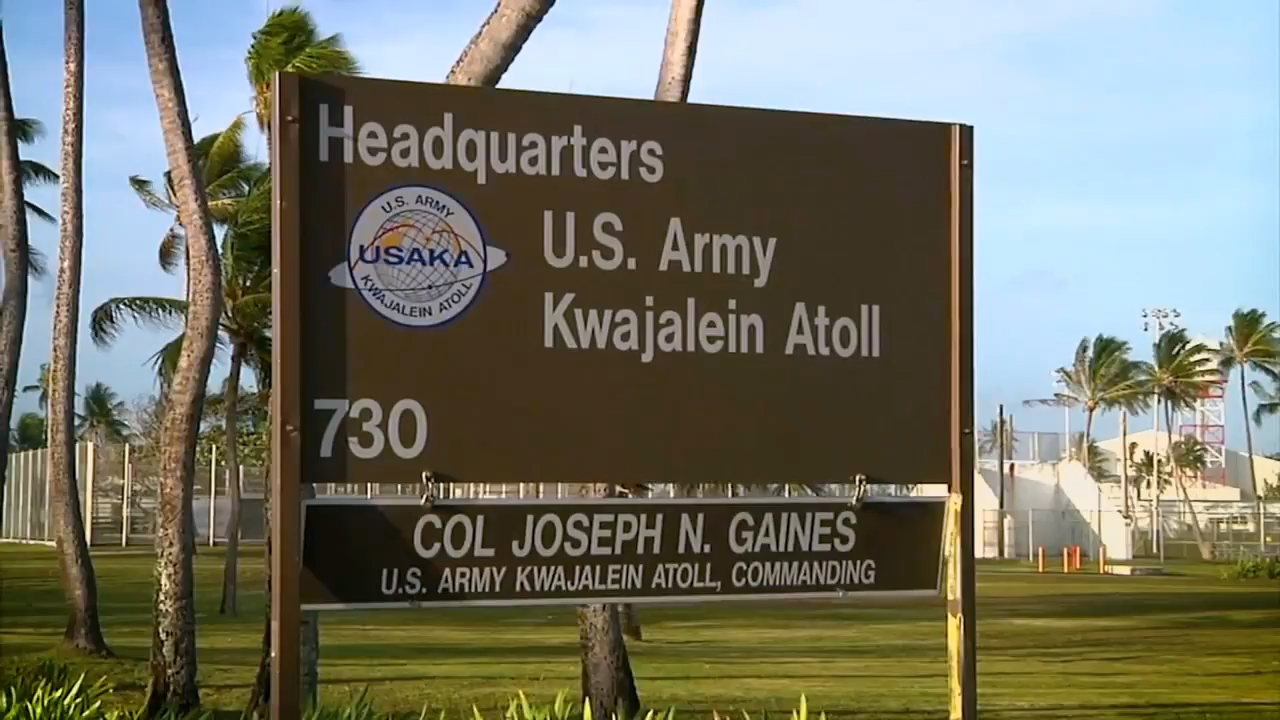 Headquarters
U.S. ARMY
USAKA
KWAJALEIN ATOLL
U.S. Army
Kwajalein Atoll
730
COL JOSEPH N. GAINES
U.S. ARMY KWAJALEIN ATOLL, COMMANDING